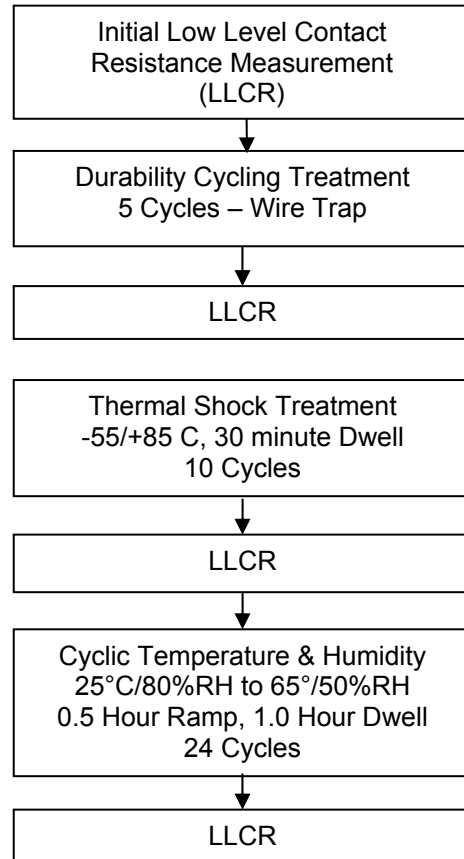 Initial Low Level Contact
Resistance Measurement
(LLCR)
Durability Cycling Treatment
5 Cycles – Wire Trap
LLCR
Thermal Shock Treatment
-55/+85 C, 30 minute Dwell
10 Cycles
LLCR
Cyclic Temperature & Humidity
25°C/80%RH to 65°/50%RH
0.5 Hour Ramp, 1.0 Hour Dwell
24 Cycles
LLCR